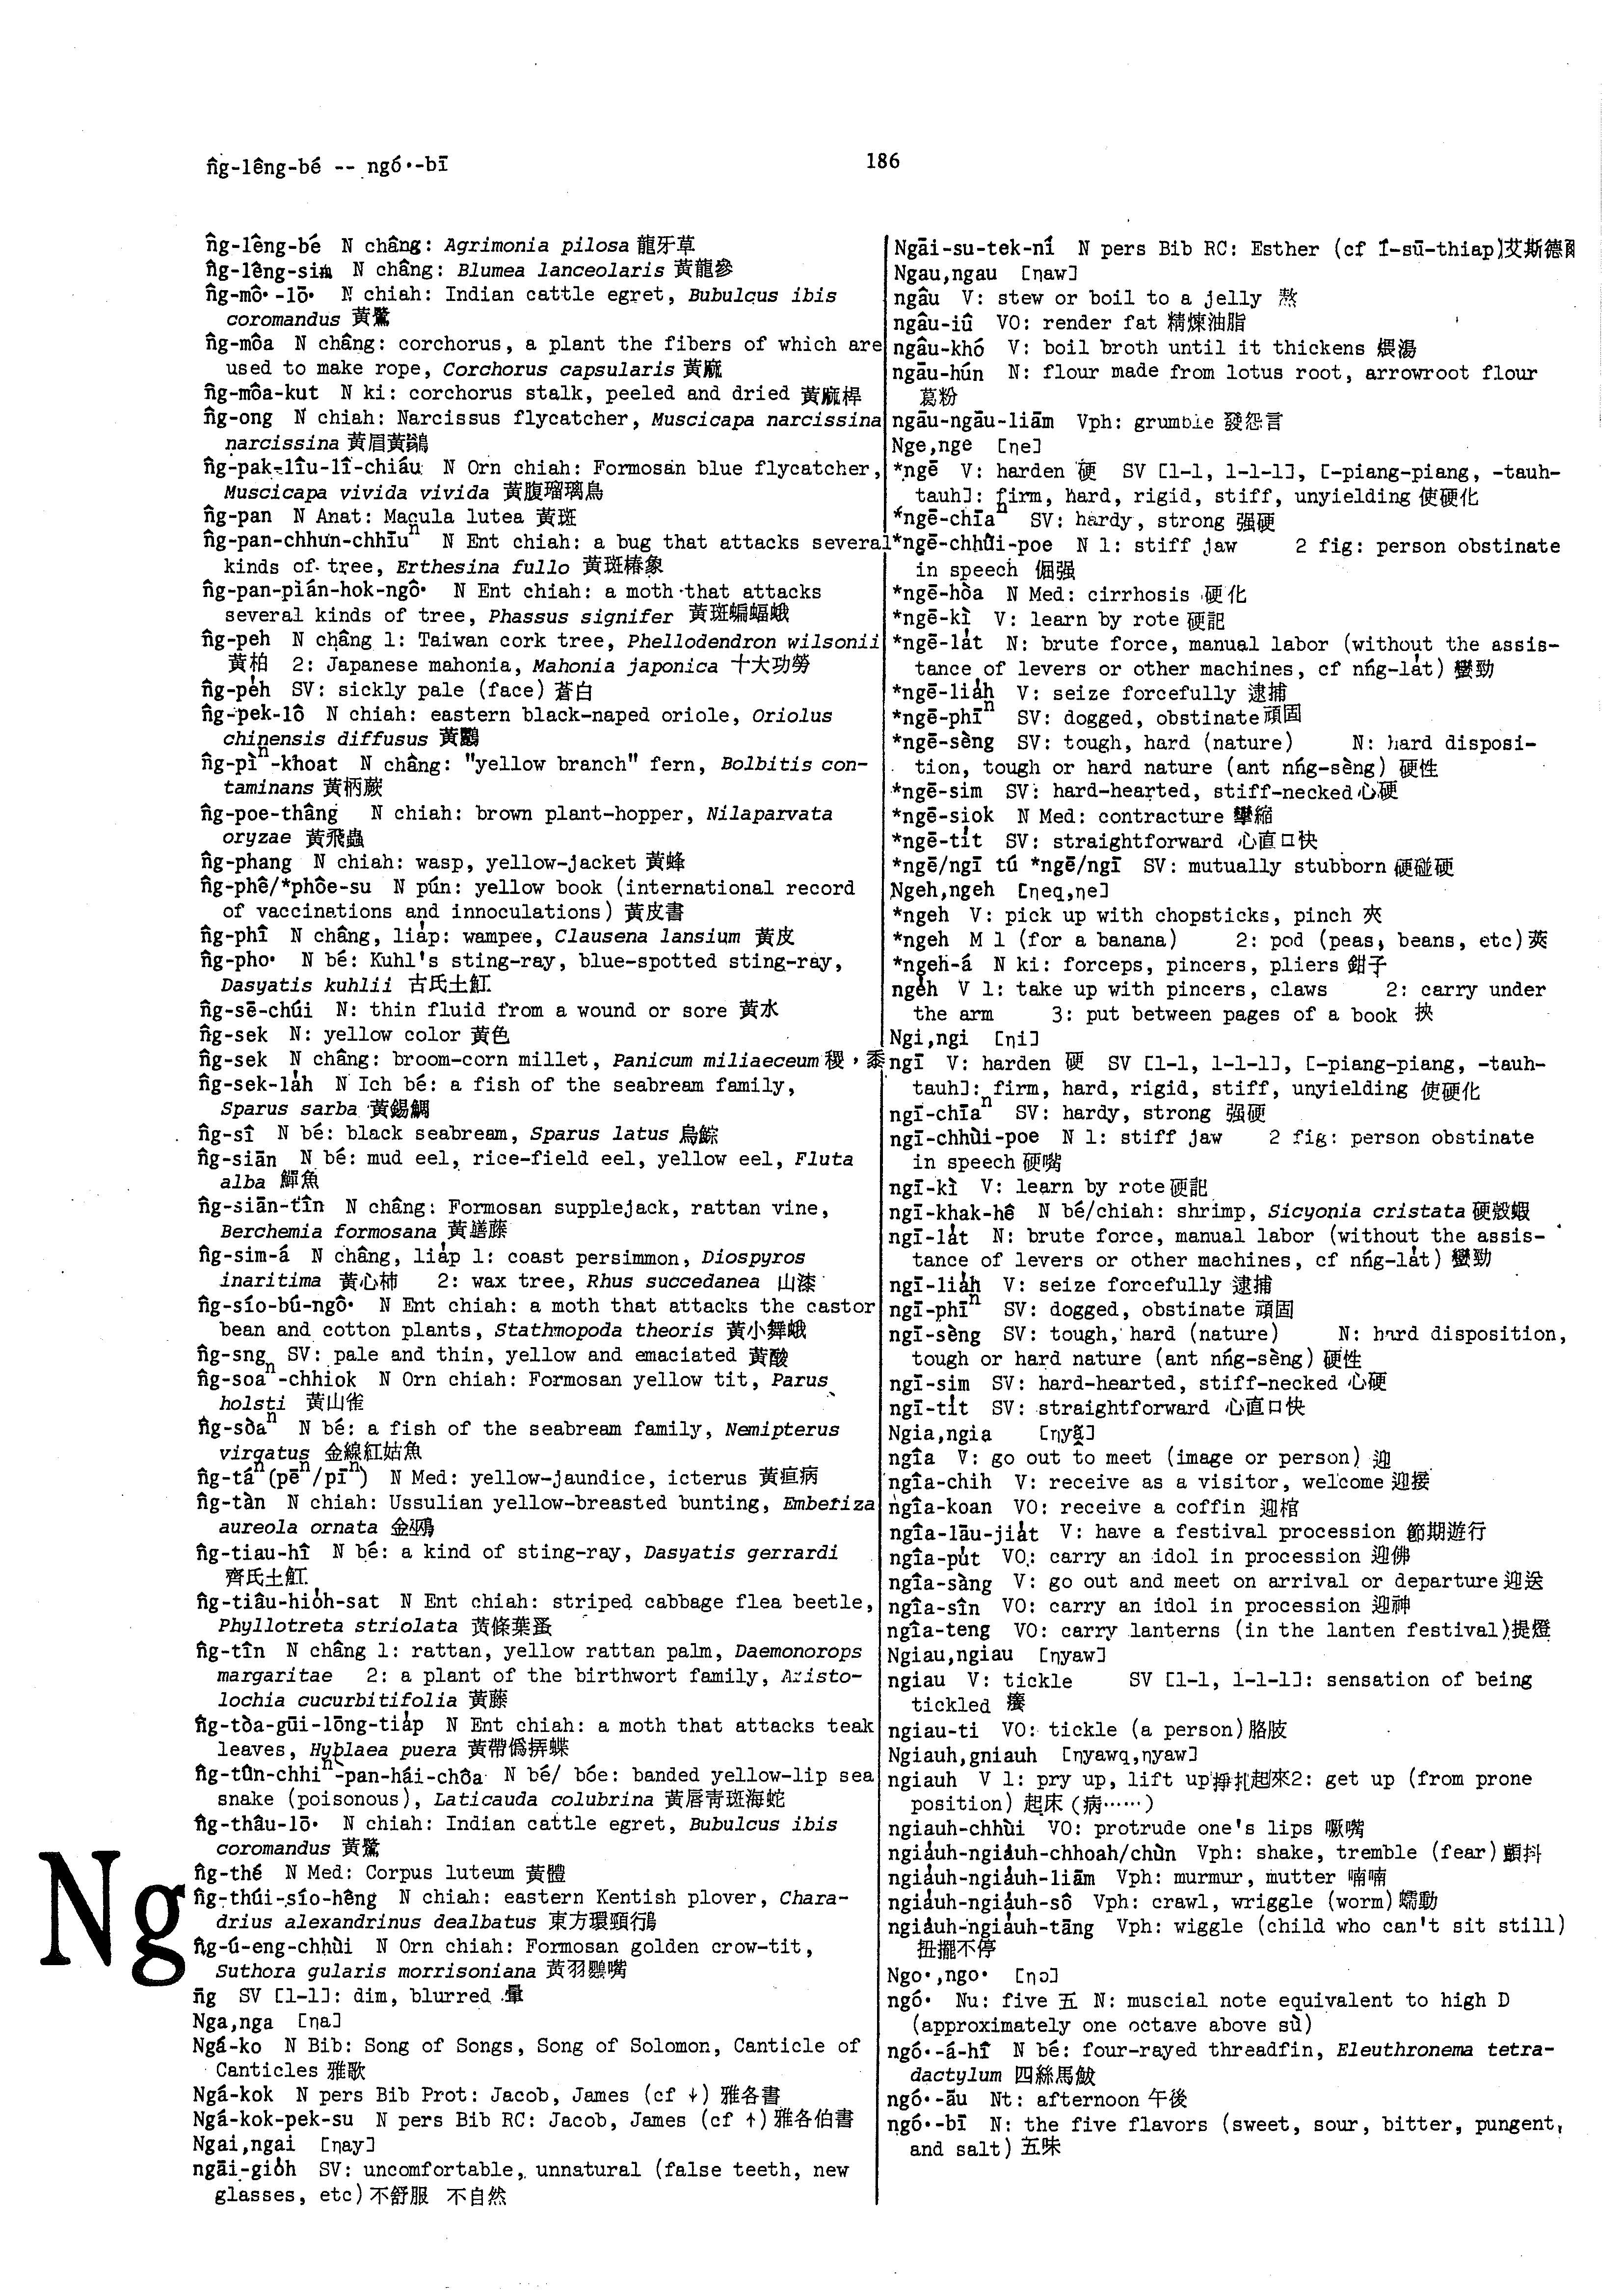 n̂g-lêng-bé -- ngó·-bī
186
n̂g-lêng-bé N châng: Agrimonia pilosa 龍牙草
n̂g-lêng-sim N châng: Blumea lanceolaris 黃龍參
n̂g-mô·-lō· N chiah: Indian cattle egret, Bubulcus ibis
coromandus 黃鷺
n̂g-môa N châng: corchorus, a plant the fibers of which are
used to make rope, Corchorus capsularis 黃麻
n̂g-môa-kut N ki: corchorus stalk, peeled and dried 黃麻桿
n̂g-ong N chiah: Narcissus flycatcher, Muscicapa narcissina
narcissina 黃眉黃鶲
n̂g-pak-lîu-lî-chiáu N Orn chiah: Formosan blue flycatcher,
Muscicapa vivida vivida 黃腹瑠璃鳥
n̂g-pan N Anat: Macula lutea 黃斑
n̂g-pan-chhun-chhīuⁿ N Ent chiah: a bug that attacks several
kinds of tree, Erthesina fullo 黃斑椿象
n̂g-pan-pián-hok-ngô· N Ent chiah: a moth that attacks
several kinds of tree, Phassus signifer 黃斑蝙蝠蛾
n̂g-peh N châng 1: Taiwan cork tree, Phellodendron wilsonii
黃柏 2: Japanese mahonia, Mahonia japonica 十大功勞
n̂g-pe̍h SV: sickly pale (face) 蒼白
n̂g-pek-lô N chiah: eastern black-naped oriole, Oriolus
chinensis diffusus 黃鸝
n̂g-pìⁿ-khoat N châng: "yellow branch" fern, Bolbitis con-
taminans 黃柄蕨
n̂g-poe-thâng N chiah: brown plant-hopper, Nilaparvata
oryzae 黃飛蟲
n̂g-phang N chiah: wasp, yellow-jacket 黃蜂
n̂g-phê/*phôe-su N pún: yellow book (international record
of vaccinations and innoculations) 黃皮書
n̂g-phî N châng, lia̍p: wampee, Clausena lansium 黃皮
n̂g-pho· N bé: Kuhl's sting-ray, blue-spotted sting-ray,
Dasyatis kuhlii 古氏土魟
n̂g-sē-chúi N: thin fluid from a wound or sore 黃水
n̂g-sek N: yellow color 黃色
n̂g-sek N châng: broom-corn millet, Panicum miliaeceum 稷，黍
n̂g-sek-la̍h N Ich bé: a fish of the seabream family,
Sparus sarba 黃錫鯛
n̂g-sî N bé: black seabream, Sparus latus 烏鯮
n̂g-siān N bé: mud eel, rice-field eel, yellow eel, Fluta
alba 鱓魚
n̂g-siān-tîn N châng: Formosan supplejack, rattan vine,
Berchemia formosana 黃鱔藤
n̂g-sim-á N châng, lia̍p 1: coast persimmon, Diospyros
inaritima 黃心柿 2: wax tree, Rhus succedanea 山漆
n̂g-sío-bú-ngô· N Ent chiah: a moth that attacks the castor
bean and cotton plants, Stathmopoda theoris 黃小舞蛾
n̂g-sng SV: pale and thin, yellow and emaciated 黃酸
n̂g-soaⁿ-chhiok N Orn chiah: Formosan yellow tit, Parus
holsti 黃山雀
n̂g-sòaⁿ N bé: a fish of the seabream family, Nemipterus
virgatus 金線紅姑魚
n̂g-táⁿ(pēⁿ/pīⁿ) N Med: yellow-jaundice, icterus 黃疸病
n̂g-tàn N chiah: Ussulian yellow-breasted bunting, Emberiza
aureola ornata 金鵐
n̂g-tiau-hî N bé: a kind of sting-ray, Dasyatis gerrardi
齊氏土魟
n̂g-tiâu-hio̍h-sat N Ent chiah: striped cabbage flea beetle,
Phyllotreta striolata 黃條葉蚤
n̂g-tîn N châng 1: rattan, yellow rattan palm, Daemonorops
margaritae 2: a plant of the birthwort family, Aristo-
lochia cucurbitifolia 黃藤
n̂g-tòa-gūi-lōng-tia̍p N Ent chiah: a moth that attacks teak
leaves, Hyblaea puera 黃帶偽挵蝶
n̂g-tûn-chhiⁿ-pan-hái-chôa N bé/ bóe: banded yellow-lip sea
snake (poisonous), Laticauda colubrina 黃唇靑斑海蛇
n̂g-thâu-lō· N chiah: Indian cattle egret, Bubulcus ibis
coromandus 黃鷺
n̂g-thé N Med: Corpus luteum 黃體
n̂g-thúi-sío-hêng N chiah: eastern Kentish plover, Chara-
drius alexandrinus dealbatus 東方環頸行鳥
n̂g-ú-eng-chhùi N Orn chiah: Formosan golden crow-tit,
Suthora gularis morrisoniana 黃羽鸚嘴
n̄g SV [1-1]: dim, blurred 暈
Nga,nga [ŋa]
Ngá-ko N Bib: Song of Songs, Song of Solomon, Canticle of
Canticles 雅歌
Ngá-kok N pers Bib Prot: Jacob, James (cf ↓) 雅各書
Ngá-kok-pek-su N pers Bib RC: Jacob, James (cf ↑) 雅各伯書
Ngai,ngai [ŋay]
ngāi-gio̍h SV: uncomfortable, unnatural (false teeth, new
glasses, etc) 不舒服 不自然
Ng
Ngāi-su-tek-ní N pers Bib RC: Esther (cf Í-sū-thiap) 艾斯德爾
Ngau,ngau [ŋaw]
ngâu V: stew or boil to a jelly 熬
ngâu-iû VO: render fat 精煉油脂
ngâu-khó V: boil broth until it thickens 煨湯
ngāu-hún N: flour made from lotus root, arrowroot flour
葛粉
ngāu-ngāu-liām Vph: grumble 發怨言
Nge,nge [ŋe]
*ngē V: harden 硬 SV [1-1, 1-1-1], [-piang-piang, -tauh-
tauh]: firm, hard, rigid, stiff, unyielding 使硬化
*ngē-chīaⁿ SV: hardy, strong 强硬
*ngē-chhùi-poe N 1: stiff jaw 2 fig: person obstinate
in speech 倔强
*ngē-hòa N Med: cirrhosis 硬化
*ngē-kì V: learn by rote 硬記
*ngē-la̍t N: brute force, manual labor (without the assis-
tance of levers or other machines, cf nńg-la̍t) 蠻勁
*ngē-lia̍h V: seize forcefully 逮捕
*ngē-phīⁿ SV: dogged, obstinate 頑固
*ngē-sèng SV: tough, hard (nature) N: hard disposi-
tion, tough or hard nature (ant nńg-sèng) 硬性
*ngē-sim SV: hard-hearted, stiff-necked 心硬
*ngē-siok N Med: contracture 攣縮
*ngē-ti̍t SV: straightforward 心直口快
*ngē/ngī tú *ngē/ngī SV: mutually stubborn 硬碰硬
Ngeh,ngeh [ŋeq,ŋe]
*ngeh V: pick up with chopsticks, pinch 夾
*ngeh M 1 (for a banana) 2: pod (peas, beans, etc) 莢
*ngeh-á N ki: forceps, pincers, pliers 鉗子
nge̍h V 1: take up with pincers, claws 2: carry under
the arm 3: put between pages of a book 挾
Ngi,ngi [ŋi]
ngī V: harden 硬 SV [1-1, 1-1-1], [-piang-piang, -tauh-
tauh]: firm, hard, rigid, stiff, unyielding 使硬化
ngī-chīaⁿ SV: hardy, strong 强硬
ngī-chhùi-poe N 1: stiff jaw 2 fig: person obstinate
in speech 硬嘴
ngī-kì V: learn by rote 硬記
ngī-khak-hê N bé/chiah: shrimp, Sicyonia cristata 硬殼蝦
ngī-la̍t N: brute force, manual labor (without the assis-
tance of levers or other machines, cf nńg-la̍t) 蠻勁
ngī-lia̍h V: seize forcefully 逮捕
ngī-phīⁿ SV: dogged, obstinate 頑固
ngī-sèng SV: tough, hard (nature) N: hard disposition,
tough or hard nature (ant nńg-sèng) 硬性
ngī-sim SV: hard-hearted, stiff-necked 心硬
ngī-ti̍t SV: straightforward 心直口快
Ngia,ngia
ngîa V: go out to meet (image or person) 迎
ngîa-chih V: receive as a visitor, welcome 迎接
ngîa-koan VO: receive a coffin 迎棺
ngîa-lāu-jia̍t V: have a festival procession 節期遊行
ngîa-pu̍t VO: carry an idol in procession 迎佛
ngîa-sàng V: go out and meet on arrival or departure 迎送
ngîa-sîn VO: carry an idol in procession 迎神
ngîa-teng VO: carry lanterns (in the lanten festival) 提燈
Ngiau,ngiau [ŋyaw]
ngiau V: tickle SV [1-1, 1-1-1]: sensation of being
tickled 癢
ngiau-ti VO: tickle (a person) 胳肢
Ngiauh,gniauh [ŋyawq,ŋyaw]
ngiauh V 1: pry up, lift up 掙扎起來 2: get up (from prone
position) 起床 (病……)
ngiauh-chhùi VO: protrude one's lips 噘嘴
ngia̍uh-ngia̍uh-chhoah/chùn Vph: shake, tremble (fear) 顫抖
ngia̍uh-ngia̍uh-liām Vph: murmur, mutter 喃喃
ngia̍uh-ngia̍uh-sô Vph: crawl, wriggle (worm) 蠕動
ngia̍uh-ngia̍uh-tāng Vph: wiggle (child who can't sit still)
扭擺不停
Ngo·,ngo· [ŋɔ]
ngó· Nu: five 五 N: muscial note equivalent to high D
(approximately one octave above sù)
ngó·-á-hî N bé: four-rayed threadfin, Eleuthronema tetra-
dactylum 四絲馬鮁
ngó·-āu Nt: afternoon 午後
ngó·-bī N: the five flavors (sweet, sour, bitter, pungent,
and salt) 五味